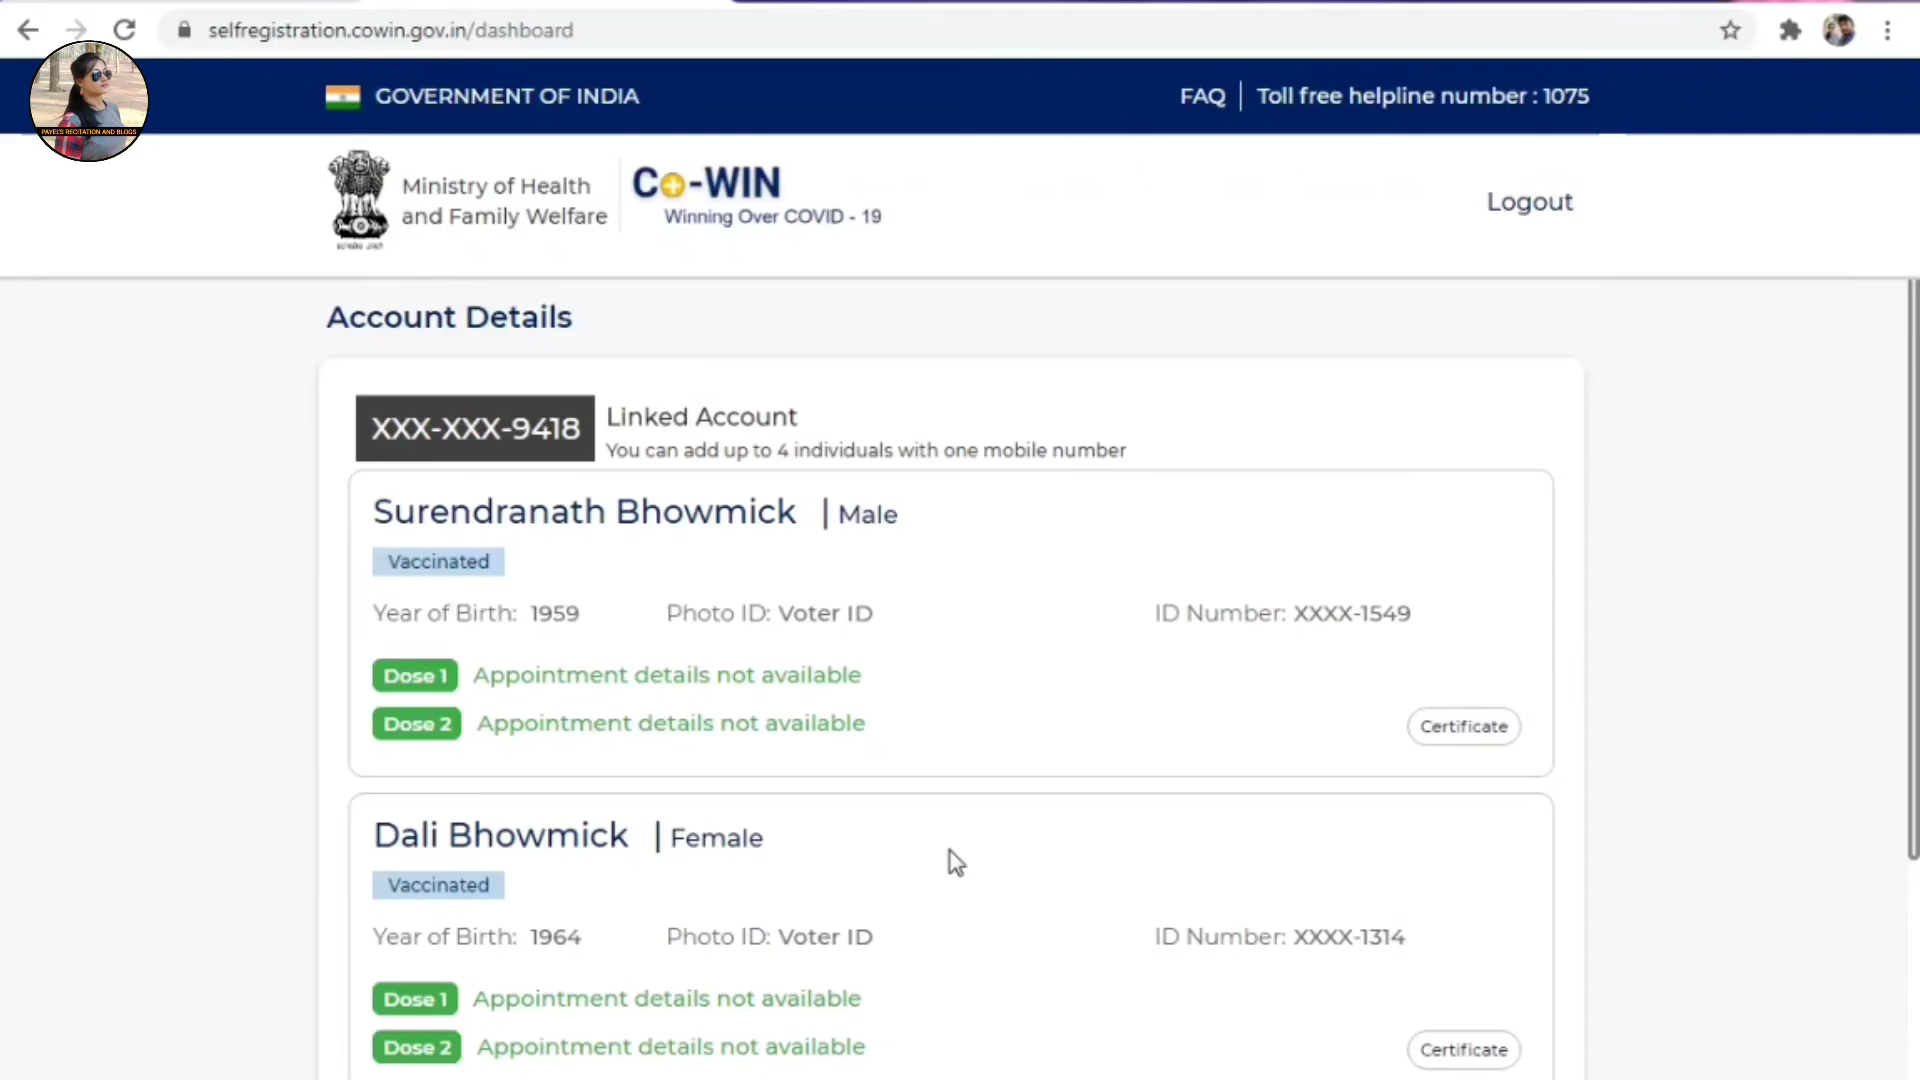 selfregistration.cowin.gov.in/dashboard
PAYEL'S RECITATION AND BLOGS
GOVERNMENT OF INDIA
FAQ | Toll free helpline number : 1075
Ministry of Health
and Family Welfare
Co-WIN
Winning Over COVID - 19
Logout
Account Details
XXX-XXX-9418
Linked Account
You can add up to 4 individuals with one mobile number
Surendranath Bhowmick | Male
Vaccinated
Year of Birth: 1959 Photo ID: Voter ID ID Number: XXXX-1549
Dose 1 Appointment details not available
Dose 2 Appointment details not available
Certificate
Dali Bhowmick | Female
Vaccinated
Year of Birth: 1964 Photo ID: Voter ID ID Number: XXXX-1314
Dose 1 Appointment details not available
Dose 2 Appointment details not available
Certificate